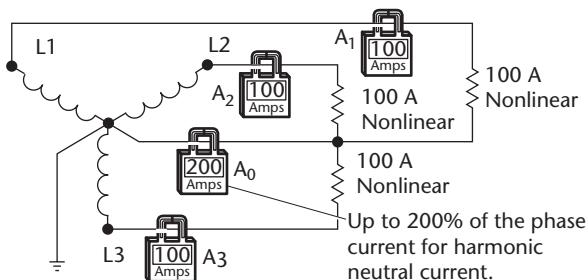 L1
L2
A1
100
Amps
100 A
Nonlinear
A2
100
Amps
100 A
Nonlinear
200
Amps
A0
100 A
Nonlinear
L3
100
Amps
A3
Up to 200% of the phase
current for harmonic
neutral current.